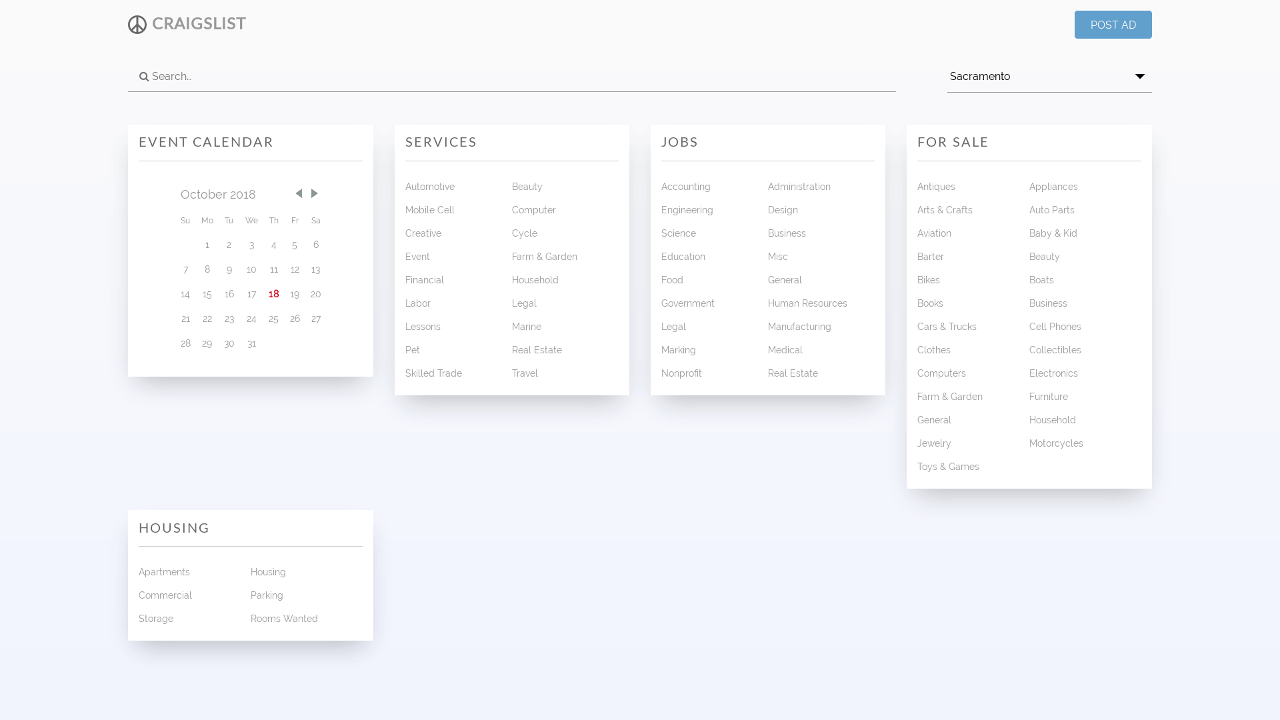 CRAIGSLIST
POST AD
Search..
Sacramento
EVENT CALENDAR
October 2018
Su Mo Tu We Th Fr Sa
1 2 3 4 5 6
7 8 9 10 11 12 13
14 15 16 17 18 19 20
21 22 23 24 25 26 27
28 29 30 31
SERVICES
Automotive Beauty
Mobile Cell Computer
Creative Cycle
Event Farm & Garden
Financial Household
Labor Legal
Lessons Marine
Pet Real Estate
Skilled Trade Travel
JOBS
Accounting Administration
Engineering Design
Science Business
Education Misc
Food General
Government Human Resources
Legal Manufacturing
Marking Medical
Nonprofit Real Estate
FOR SALE
Antiques Appliances
Arts & Crafts Auto Parts
Aviation Baby & Kid
Barter Beauty
Bikes Boats
Books Business
Cars & Trucks Cell Phones
Clothes Collectibles
Computers Electronics
Farm & Garden Furniture
General Household
Jewelry Motorcycles
Toys & Games
HOUSING
Apartments Housing
Commercial Parking
Storage Rooms Wanted